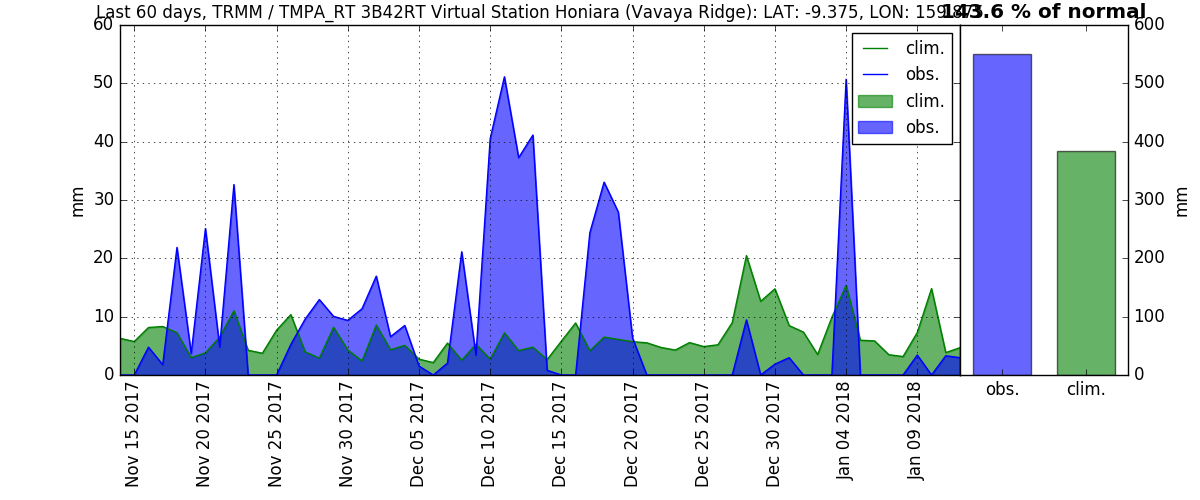 Last 60 days, TRMM / TMPA_RT 3B42RT Virtual Station Honiara (Vavaya Ridge): LAT: -9.375, LON: 159.875
143.6 % of normal
60
50
40
30
20
10
0
mm
clim.
obs.
clim.
obs.
600
500
400
300
200
100
0
mm
Nov 15 2017
Nov 20 2017
Nov 25 2017
Nov 30 2017
Dec 05 2017
Dec 10 2017
Dec 15 2017
Dec 20 2017
Dec 25 2017
Dec 30 2017
Jan 04 2018
Jan 09 2018
obs.
clim.